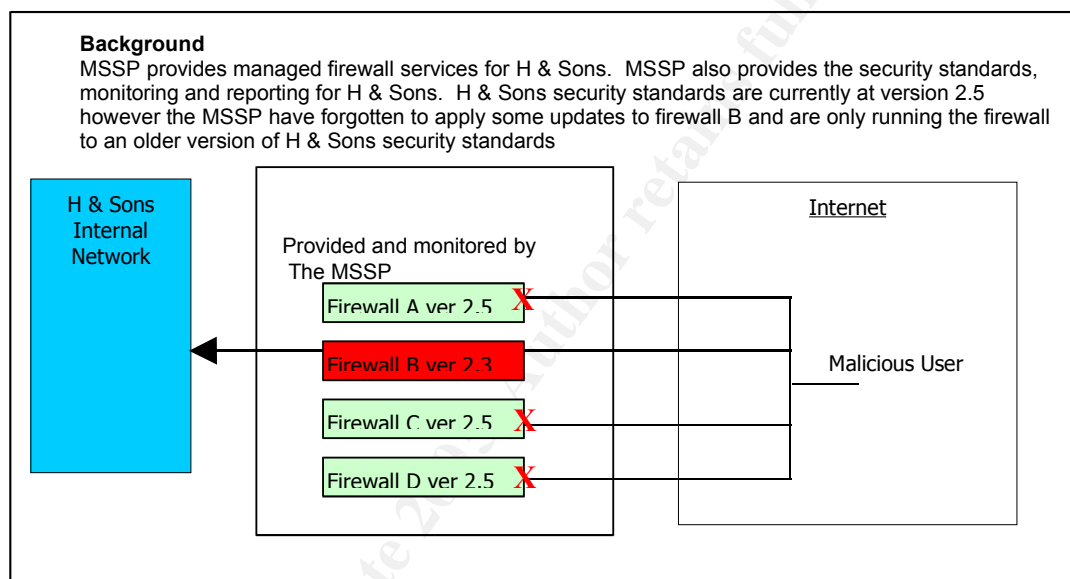 Background
MSSP provides managed firewall services for H & Sons.  MSSP also provides the security standards,
monitoring and reporting for H & Sons.  H & Sons security standards are currently at version 2.5
however the MSSP have forgotten to apply some updates to firewall B and are only running the firewall
to an older version of H & Sons security standards
H & Sons
Internal
Network
Provided and monitored by
The MSSP
Firewall A ver 2.5
X
Firewall B ver 2.3
Firewall C ver 2.5
X
Firewall D ver 2.5
X
Internet
Malicious User
Author retains